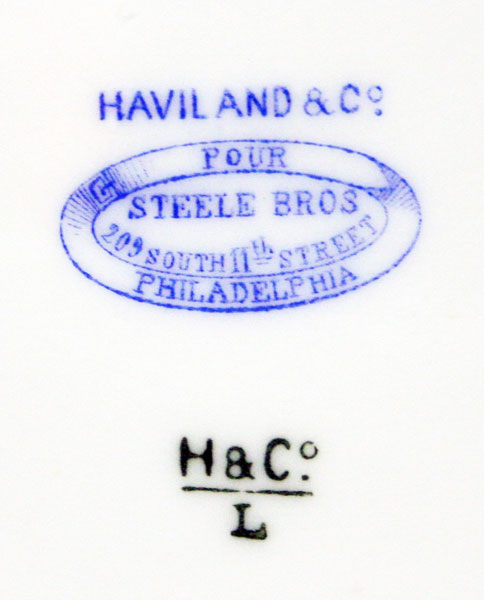 HAVILAND & Cº
POUR
STEELE BROS
209 SOUTH 11th STREET
PHILADELPHIA
H & Cº
L